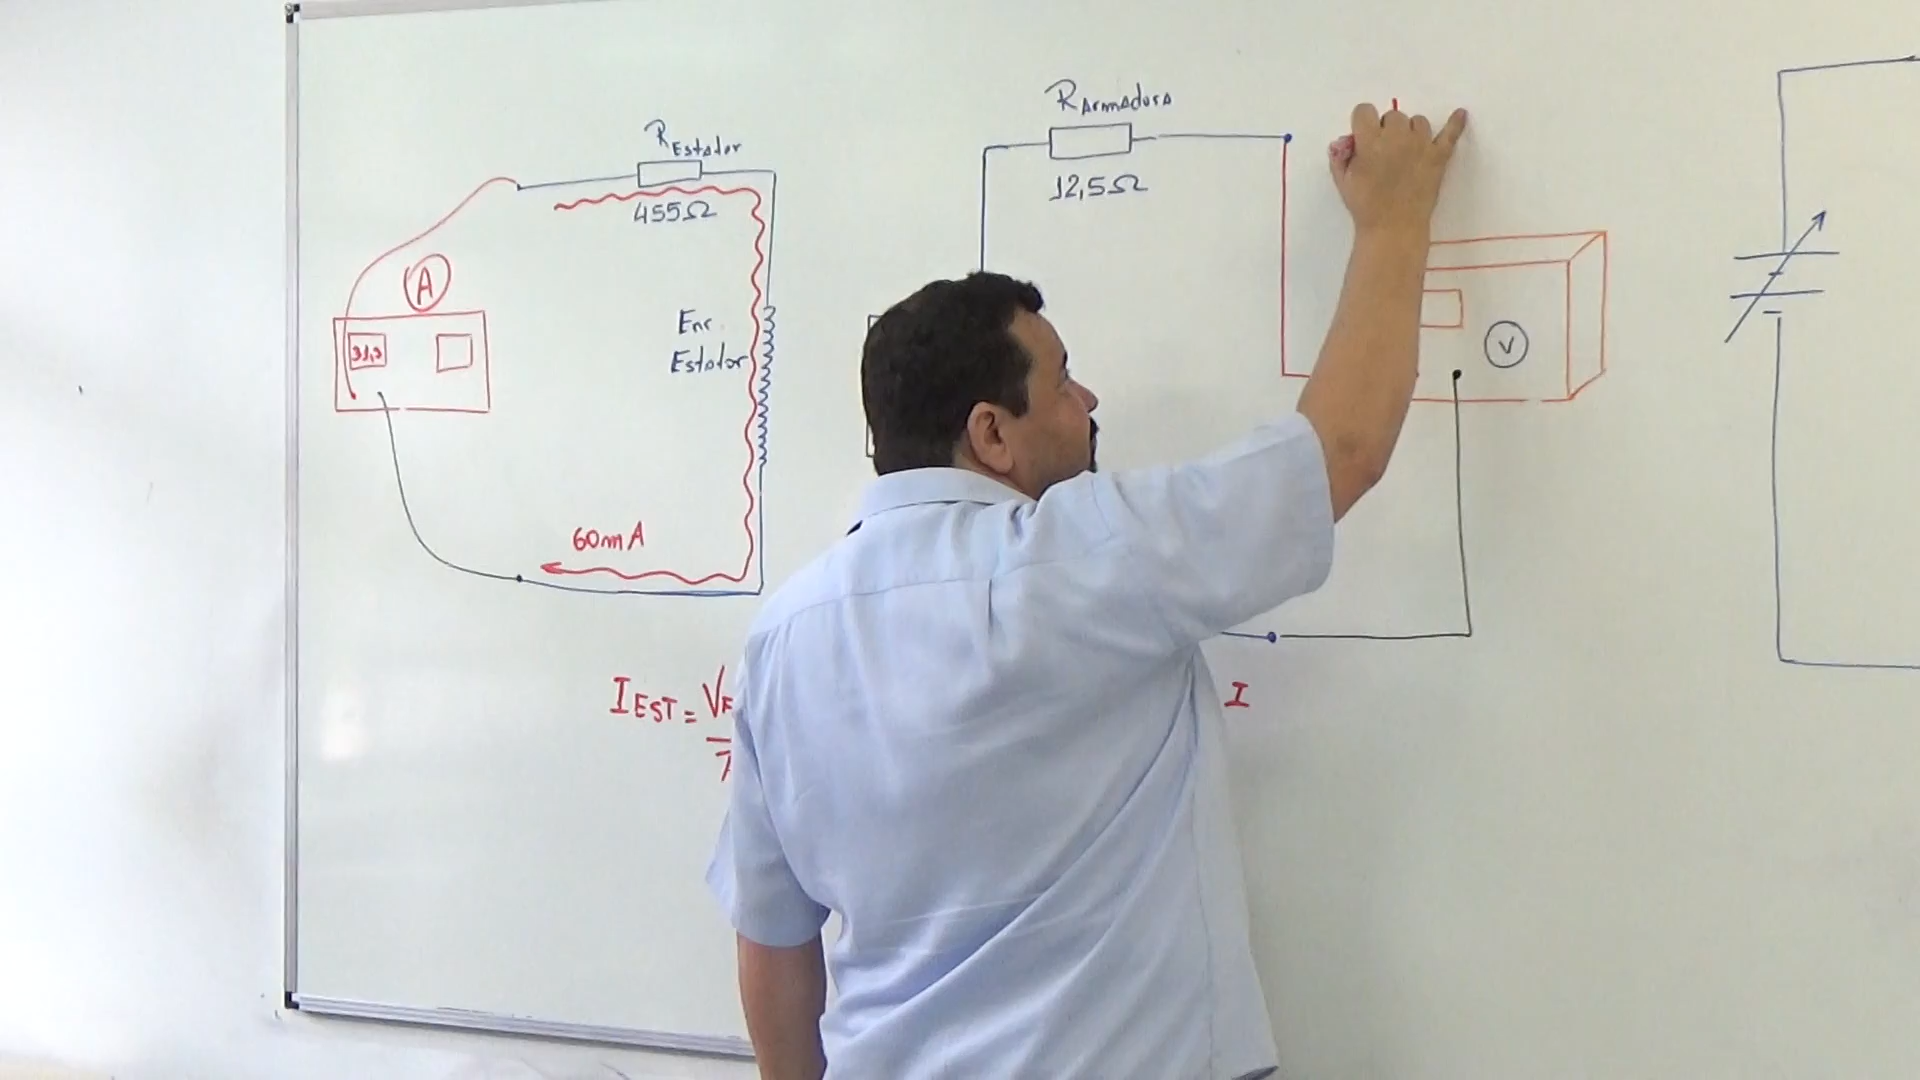 R Estator
455Ω
A
31,3
Enr.
Estator
60mA
R Armadura
12,5Ω
V
I EST =
I